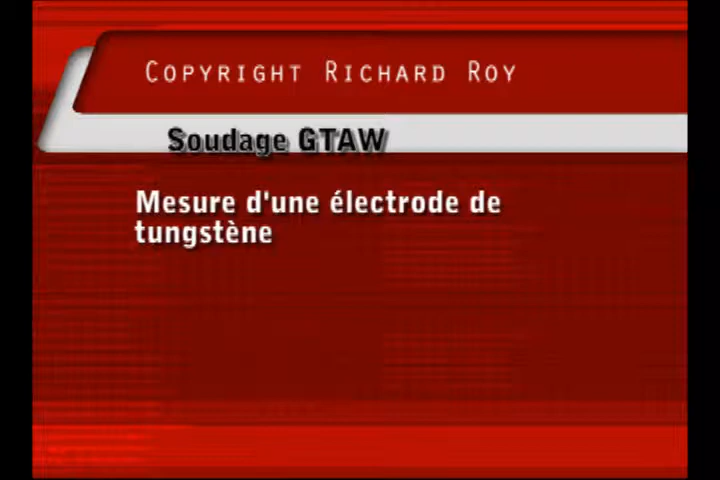 Copyright Richard Roy
Soudage GTAW
Mesure d'une électrode de
tungstène